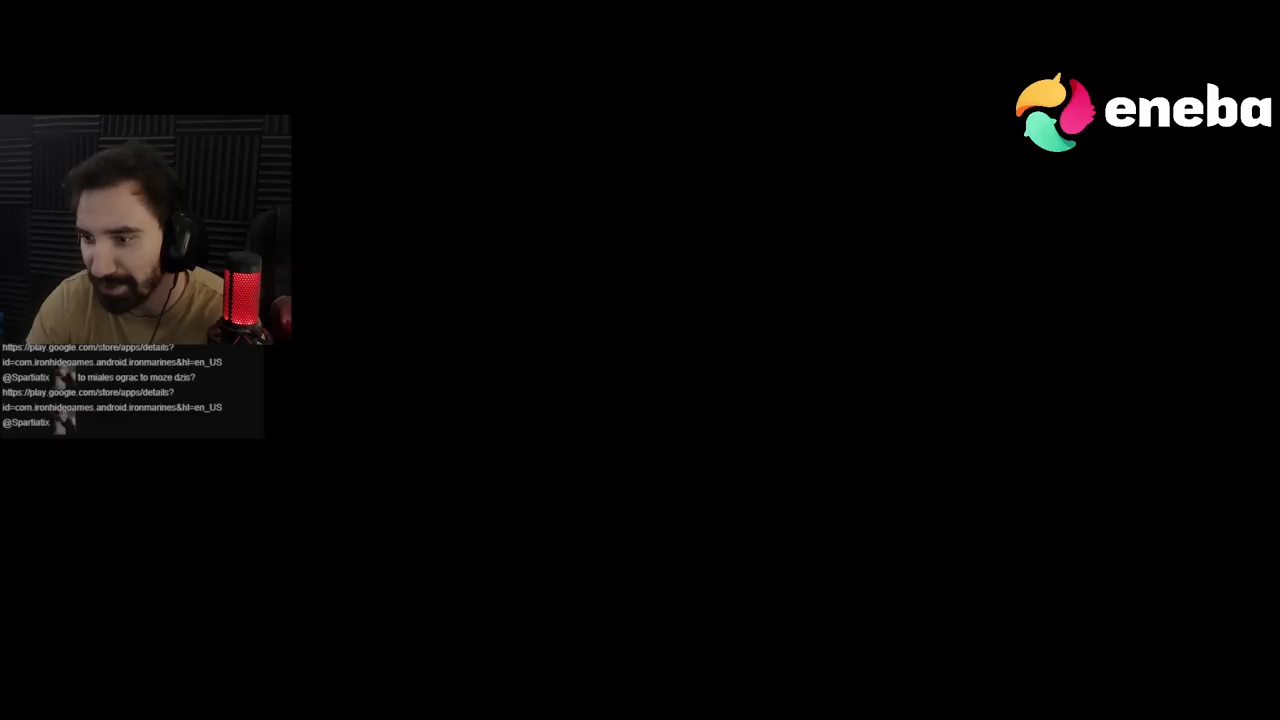 eneba
https://play.google.com/store/apps/details?
id=com.ironhidegames.android.ironmarines&hl=en_US
@Spartiatix to miales ograc to moze dzis?
https://play.google.com/store/apps/details?
id=com.ironhidegames.android.ironmarines&hl=en_US
@Spartiatix